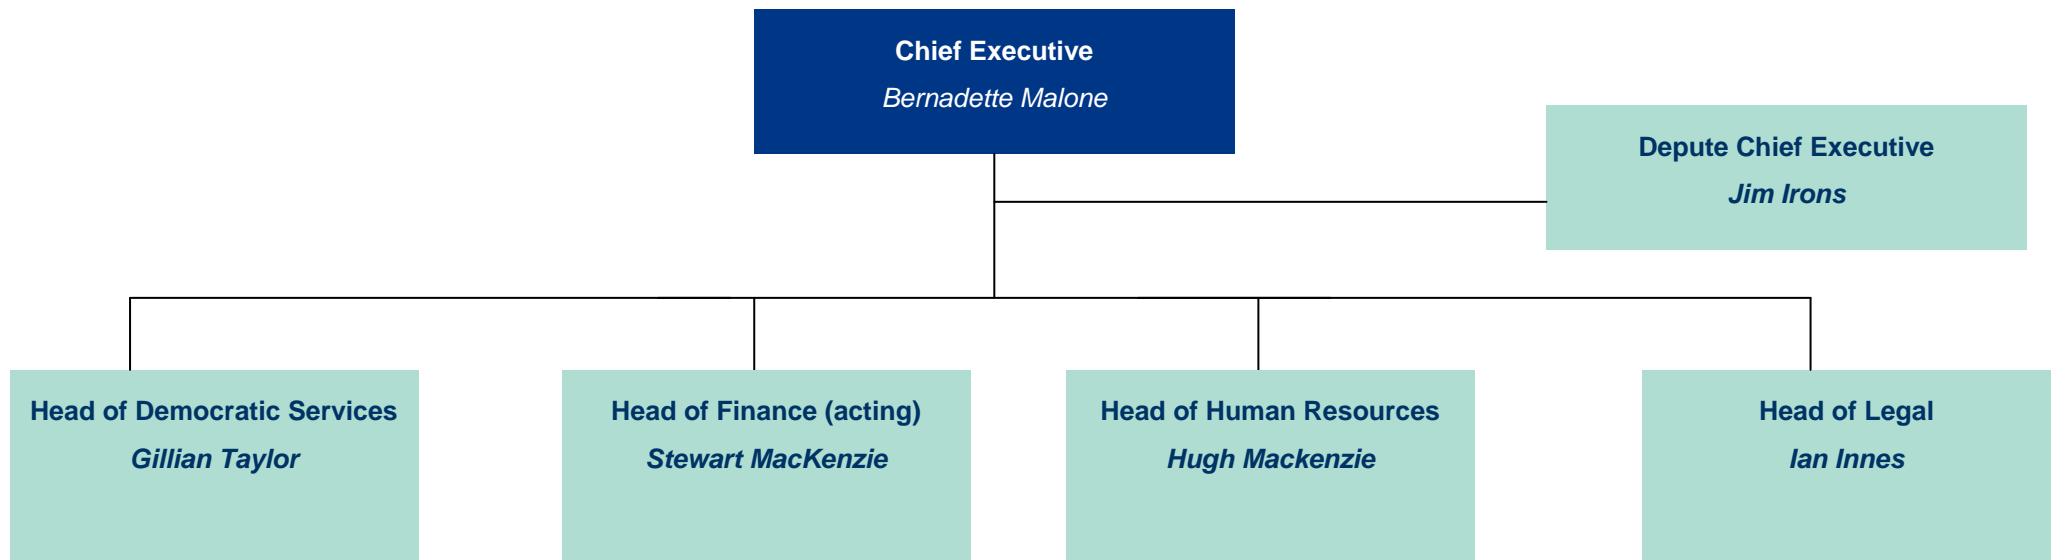 Chief Executive
Bernadette Malone
Depute Chief Executive
Jim Irons
Head of Democratic Services
Gillian Taylor
Head of Finance (acting)
Stewart MacKenzie
Head of Human Resources
Hugh Mackenzie
Head of Legal
Ian Innes